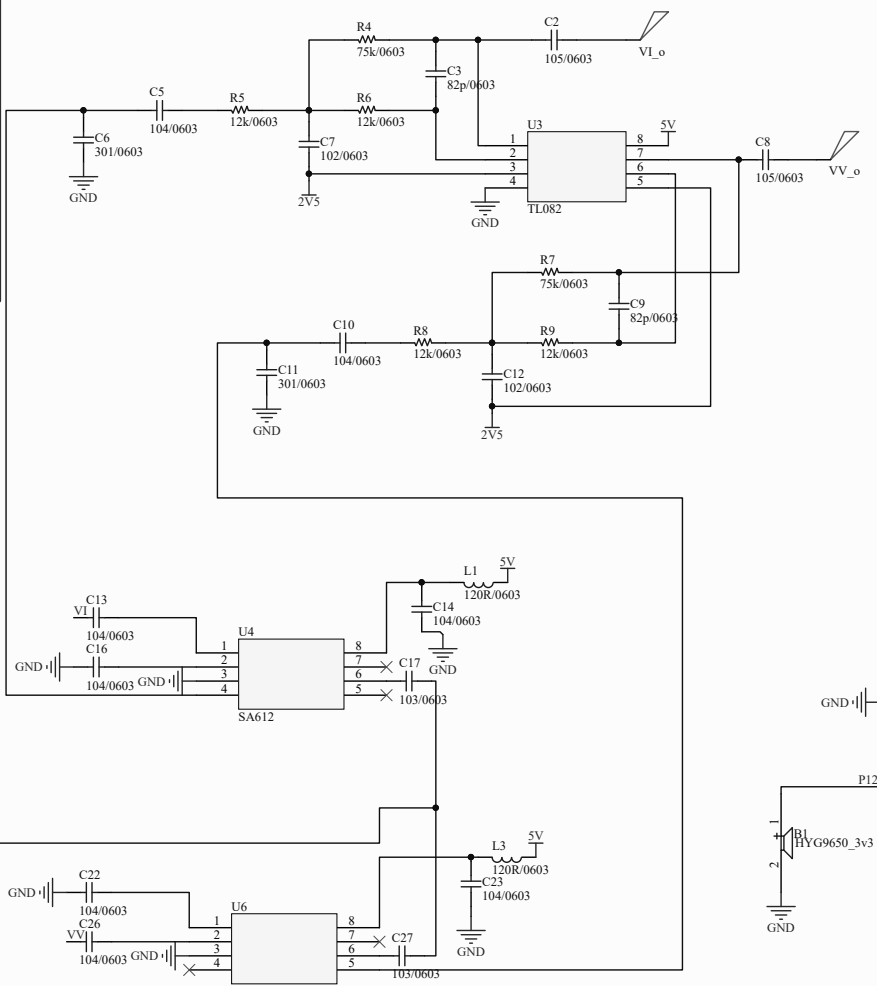 R4
75k/0603
C2
105/0603
VI_o
C3
82p/0603
C5
104/0603
R5
12k/0603
R6
12k/0603
C6
301/0603
GND
C7
102/0603
2V5
U3
1
2
3
4
8
7
6
5
TL082
5V
GND
C8
105/0603
VV_o
R7
75k/0603
C9
82p/0603
C10
104/0603
R8
12k/0603
R9
12k/0603
C11
301/0603
GND
C12
102/0603
2V5
L1
120R/0603
5V
C14
104/0603
GND
VI
C13
104/0603
GND
C16
104/0603
GND
U4
1
2
3
4
8
7
6
5
SA612
C17
103/0603
GND
P12
1
+
B1
HYG9650_3v3
2
GND
L3
120R/0603
5V
C23
104/0603
GND
GND
C22
104/0603
VV
C26
104/0603
GND
U6
1
2
3
4
8
7
6
5
C27
103/0603